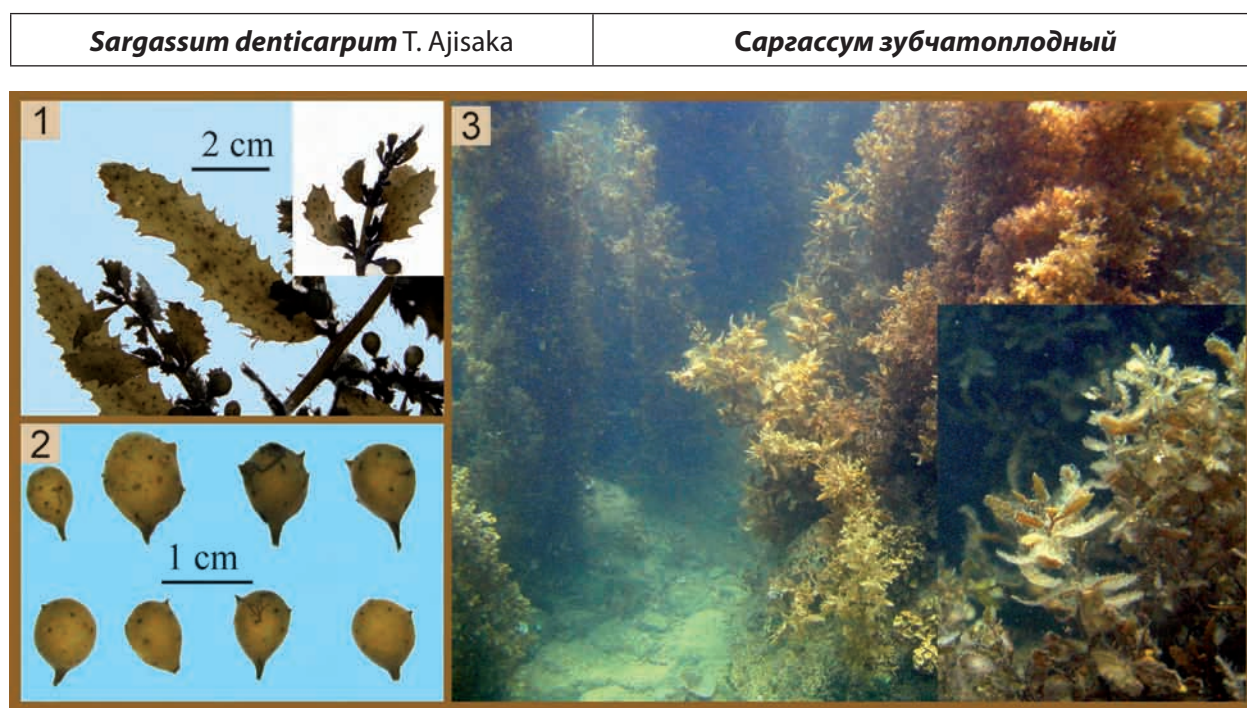 Sargassum denticarpum T. Ajisaka
Саргассум зубчатоплодный
1
2 cm
3
2
1 cm